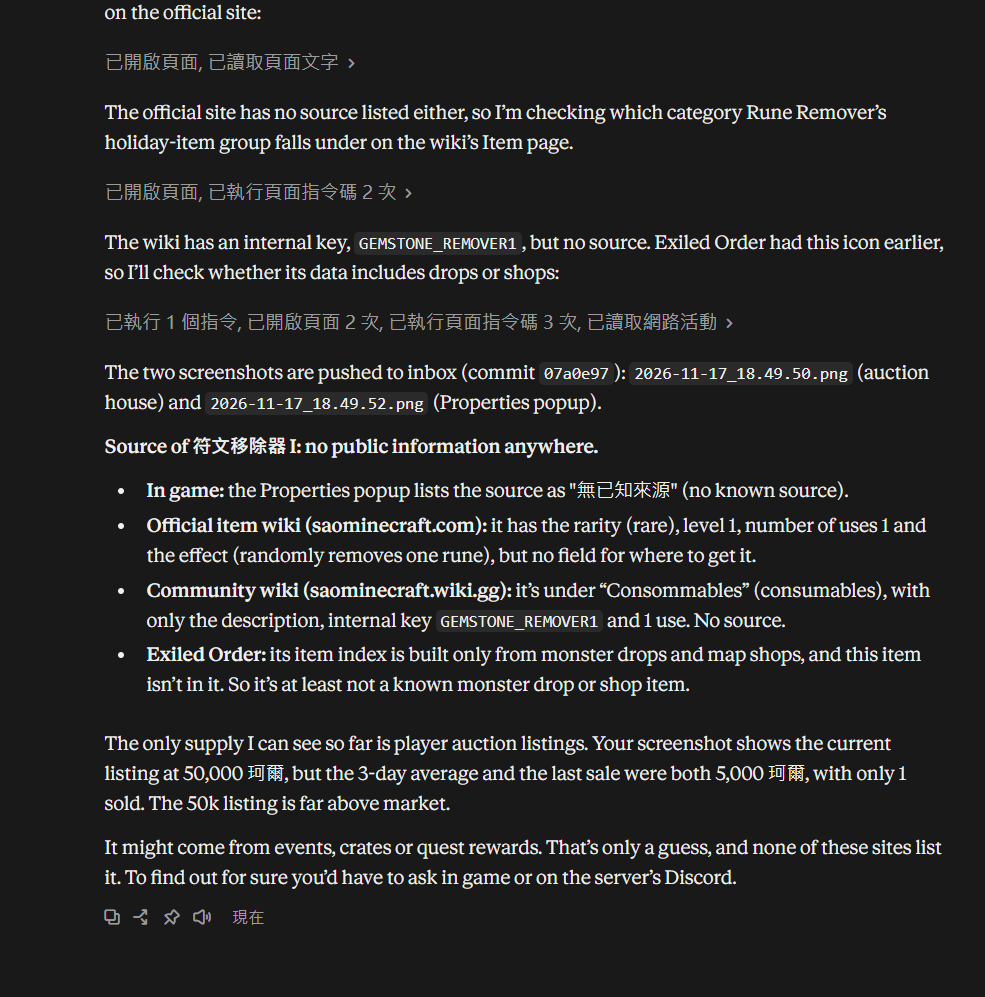 on the official site:
已開啟頁面, 已讀取頁面文字 >
The official site has no source listed either, so I’m checking which category Rune Remover’s
holiday-item group falls under on the wiki’s Item page.
已開啟頁面, 已執行頁面指令碼 2 次 >
The wiki has an internal key, GEMSTONE_REMOVER1, but no source. Exiled Order had this icon earlier,
so I’ll check whether its data includes drops or shops:
已執行 1 個指令, 已開啟頁面 2 次, 已執行頁面指令碼 3 次, 已讀取網路活動 >
The two screenshots are pushed to inbox (commit 07a0e97): 2026-11-17_18.49.50.png (auction
house) and 2026-11-17_18.49.52.png (Properties popup).
Source of 符文移除器 I: no public information anywhere.
• In game: the Properties popup lists the source as "無已知來源" (no known source).
• Official item wiki (saominecraft.com): it has the rarity (rare), level 1, number of uses 1 and
the effect (randomly removes one rune), but no field for where to get it.
• Community wiki (saominecraft.wiki.gg): it’s under “Consommables” (consumables), with
only the description, internal key GEMSTONE_REMOVER1 and 1 use. No source.
• Exiled Order: its item index is built only from monster drops and map shops, and this item
isn’t in it. So it’s at least not a known monster drop or shop item.
The only supply I can see so far is player auction listings. Your screenshot shows the current
listing at 50,000 珂爾, but the 3-day average and the last sale were both 5,000 珂爾, with only 1
sold. The 50k listing is far above market.
It might come from events, crates or quest rewards. That’s only a guess, and none of these sites list
it. To find out for sure you’d have to ask in game or on the server’s Discord.
現在